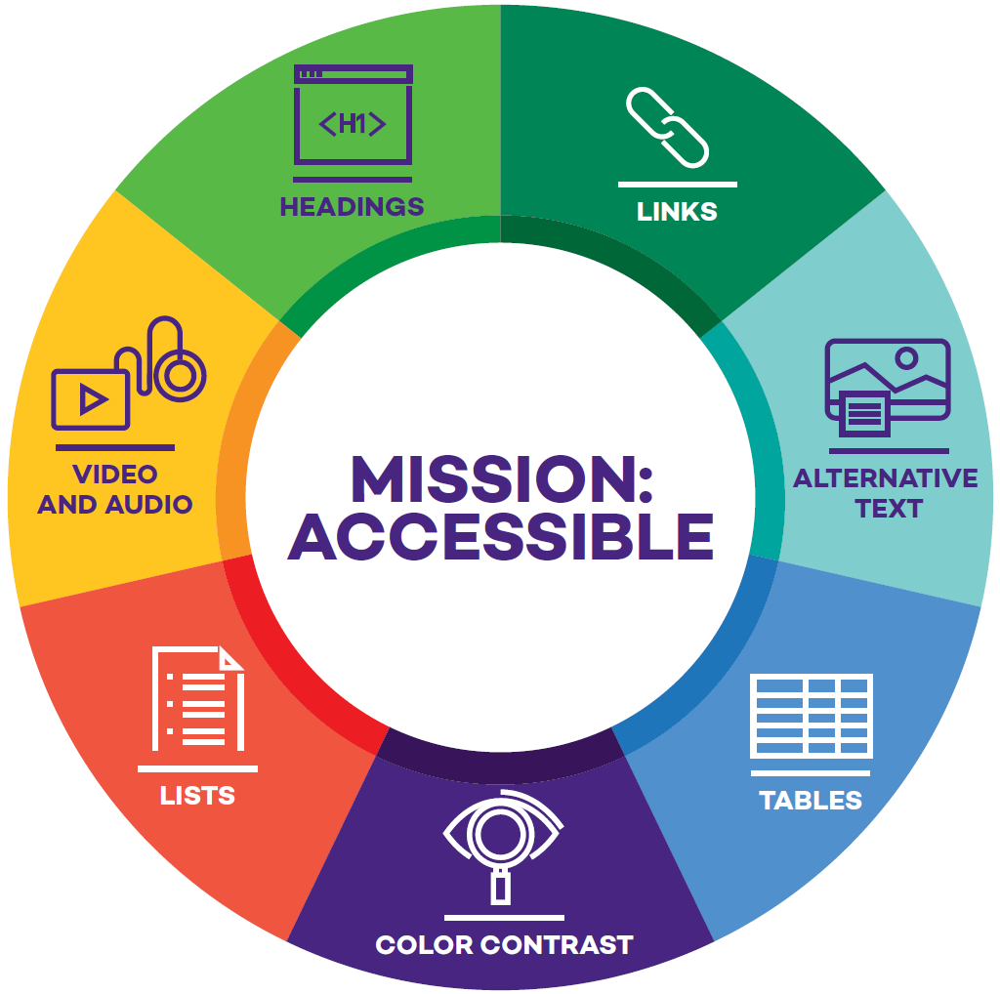 <H1>
HEADINGS
LINKS
VIDEO
AND AUDIO
ALTERNATIVE
TEXT
MISSION:
ACCESSIBLE
LISTS
TABLES
COLOR CONTRAST